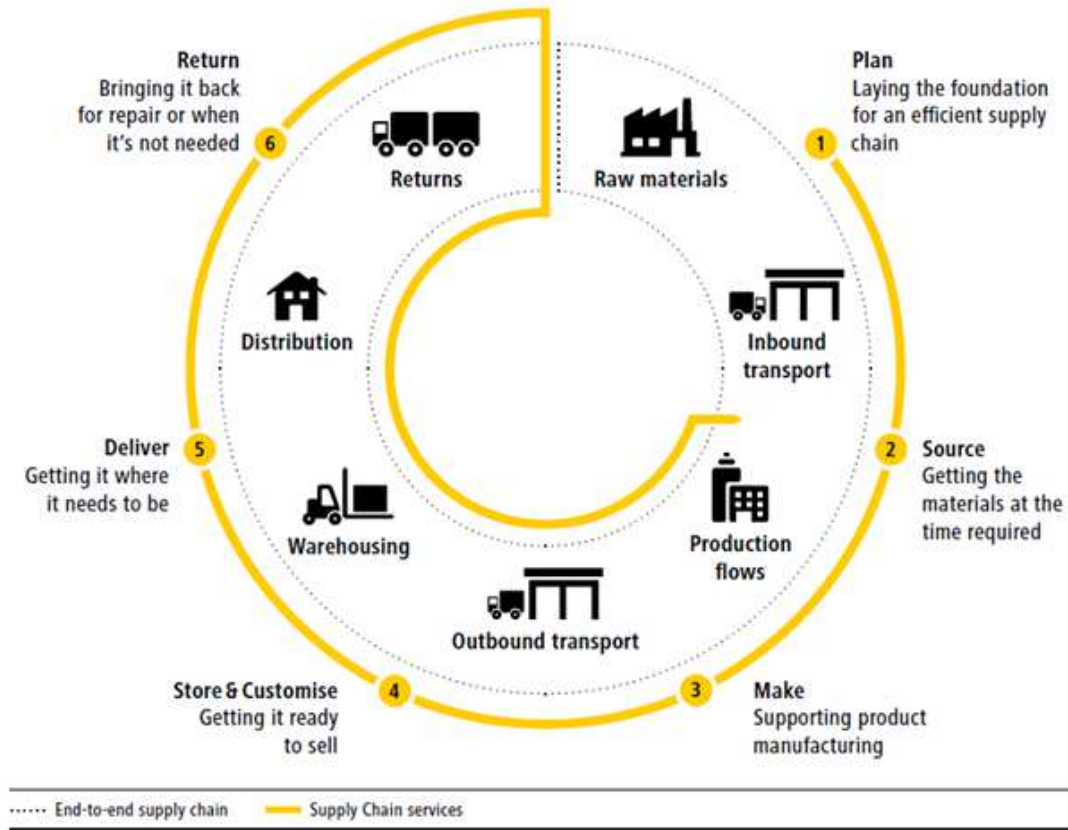 Return
Bringing it back
for repair or when
it's not needed
6
Returns
Raw materials
1
Plan
Laying the foundation
for an efficient supply
chain
Distribution
Inbound
transport
Deliver
Getting it where
it needs to be
5
2
Source
Getting the
materials at the
time required
Warehousing
Production
flows
Outbound transport
Store & Customise
Getting it ready
to sell
4
3
Make
Supporting product
manufacturing
End-to-end supply chain
Supply Chain services